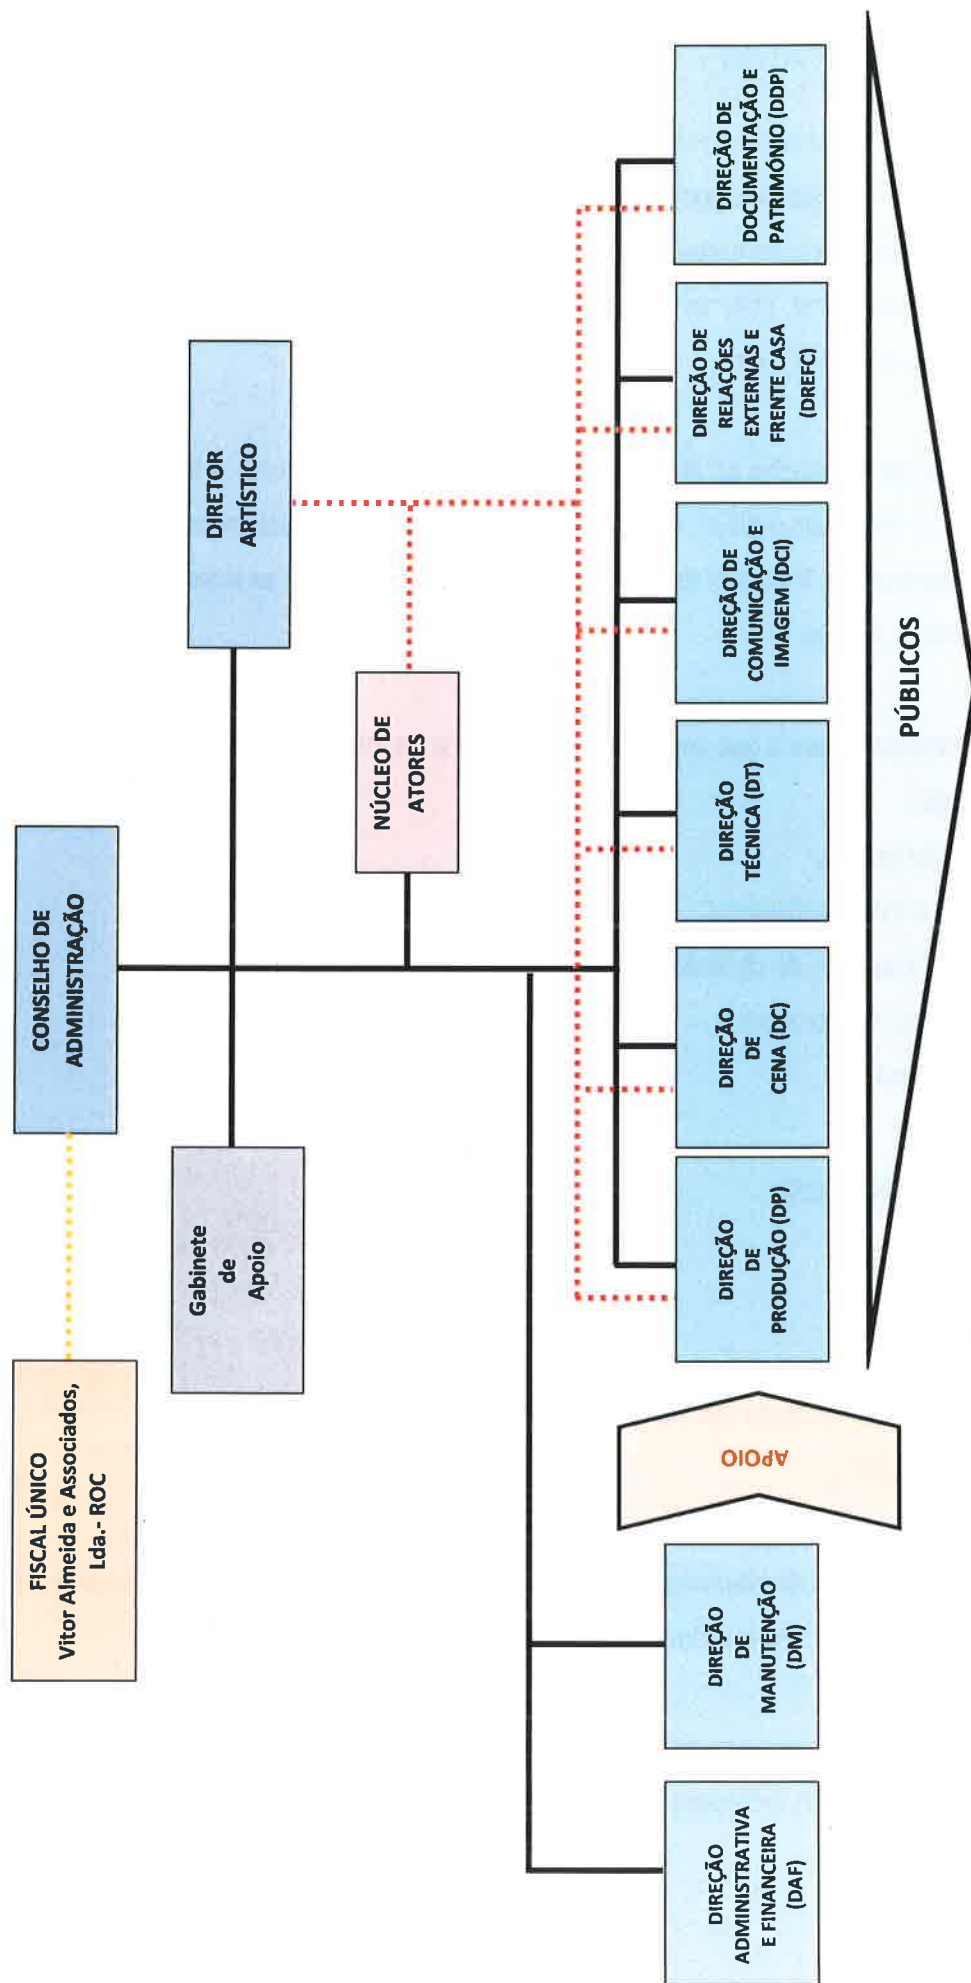 FISCAL ÚNICO
Vitor Almeida e Associados,
Lda.- ROC
CONSELHO DE
ADMINISTRAÇÃO
Gabinete
de
Apoio
DIRETOR
ARTÍSTICO
NÚCLEO DE
ATORES
DIREÇÃO
ADMINISTRATIVA
E FINANCEIRA
(DAF)
DIREÇÃO
DE
MANUTENÇÃO
(DM)
APOIO
DIREÇÃO
DE
PRODUÇÃO (DP)
DIREÇÃO
DE
CENA (DC)
DIREÇÃO
TÉCNICA (DT)
DIREÇÃO DE
COMUNICAÇÃO E
IMAGEM (DCI)
DIREÇÃO DE
RELAÇÕES
EXTERNAS E
FRENTE CASA
(DREFC)
DIREÇÃO DE
DOCUMENTAÇÃO E
PATRIMÓNIO (DDP)
PÚBLICOS